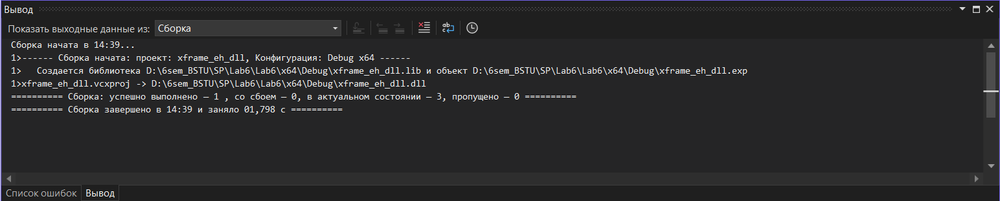 Вывод
Показать выходные данные из: Сборка
Сборка начата в 14:39...
1>------ Сборка начата: проект: xframe_eh_dll, Конфигурация: Debug x64 ------
1>   Создается библиотека D:\6sem_BSTU\SP\Lab6\Lab6\x64\Debug\xframe_eh_dll.lib и объект D:\6sem_BSTU\SP\Lab6\Lab6\x64\Debug\xframe_eh_dll.exp
1>xframe_eh_dll.vcxproj -> D:\6sem_BSTU\SP\Lab6\Lab6\x64\Debug\xframe_eh_dll.dll
========== Сборка: успешно выполнено — 1 , со сбоем — 0, в актуальном состоянии — 3, пропущено — 0 ==========
========== Сборка завершено в 14:39 и заняло 01,798 с ==========
Список ошибок Вывод